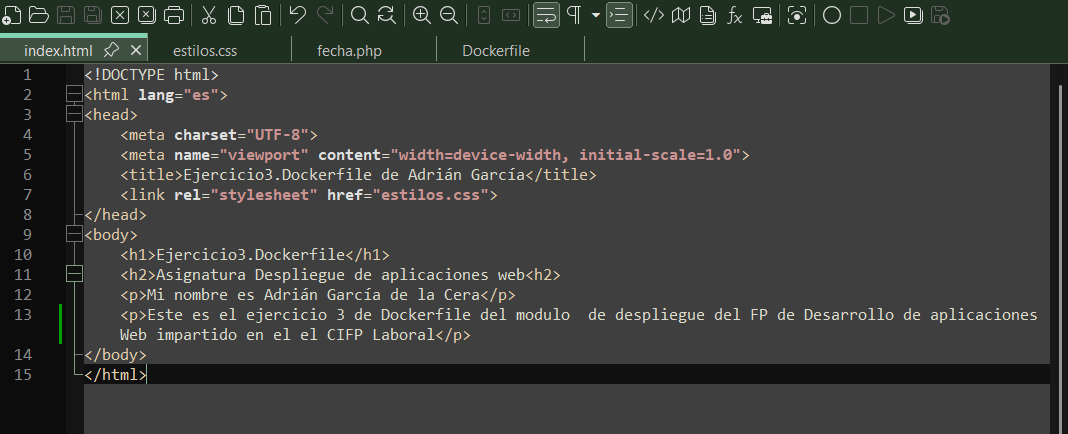 index.html estilos.css fecha.php Dockerfile
1 <!DOCTYPE html>
2 <html lang="es">
3 <head>
4 <meta charset="UTF-8">
5 <meta name="viewport" content="width=device-width, initial-scale=1.0">
6 <title>Ejercicio3.Dockerfile de Adrián García</title>
7 <link rel="stylesheet" href="estilos.css">
8 </head>
9 <body>
10 <h1>Ejercicio3.Dockerfile</h1>
11 <h2>Asignatura Despliegue de aplicaciones web<h2>
12 <p>Mi nombre es Adrián García de la Cera</p>
13 <p>Este es el ejercicio 3 de Dockerfile del modulo  de despliegue del FP de Desarrollo de aplicaciones
Web impartido en el el CIFP Laboral</p>
14 </body>
15 </html>